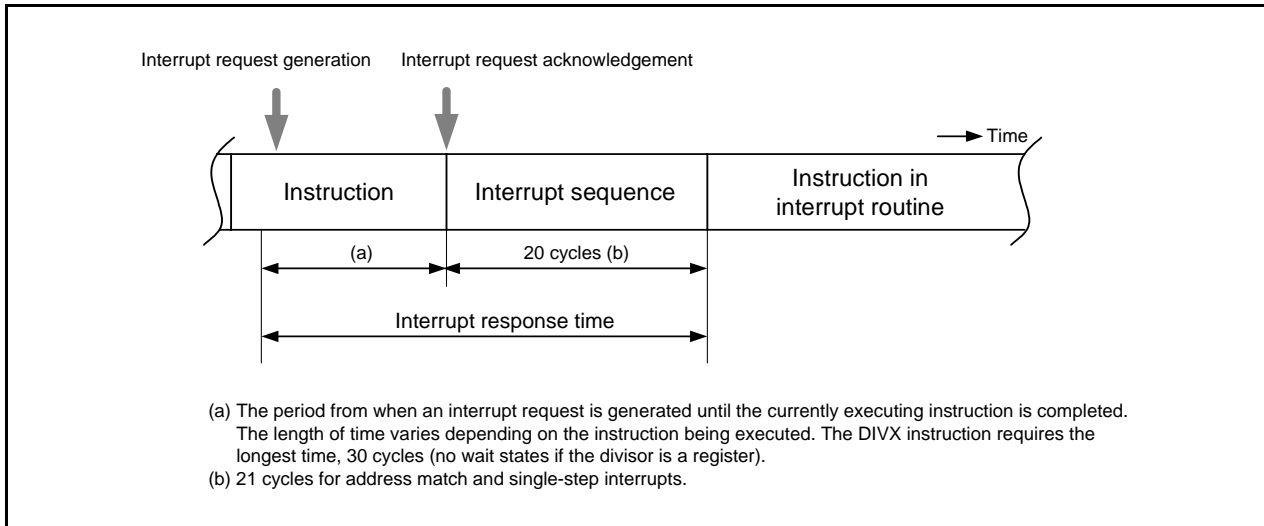 Interrupt request generation
Interrupt request acknowledgement
Time
Instruction
Interrupt sequence
Instruction in
interrupt routine
(a)
20 cycles (b)
Interrupt response time
(a) The period from when an interrupt request is generated until the currently executing instruction is completed.
The length of time varies depending on the instruction being executed. The DIVX instruction requires the
longest time, 30 cycles (no wait states if the divisor is a register).
(b) 21 cycles for address match and single-step interrupts.